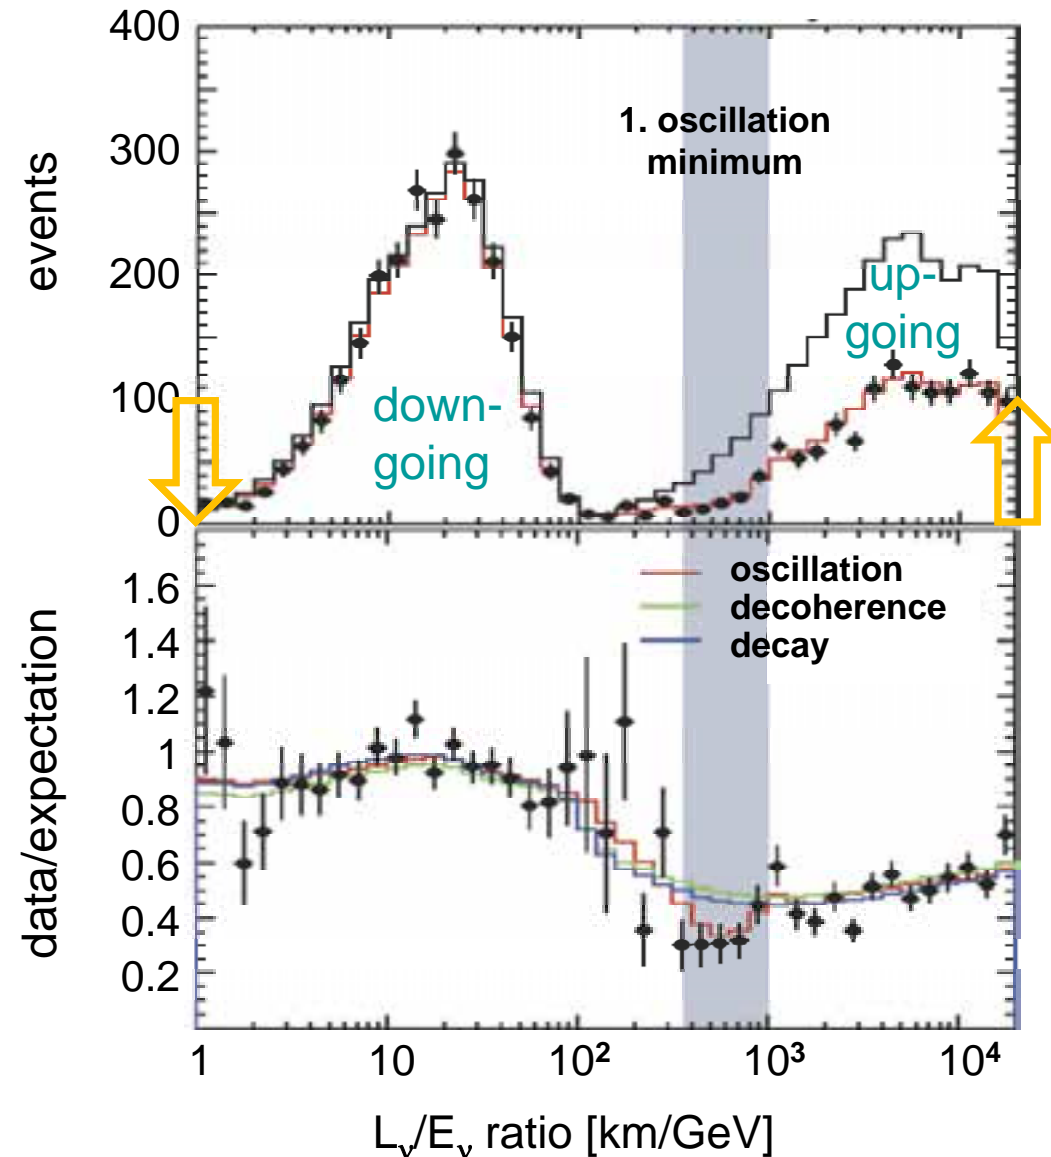 400
300
200
100
0
events
1. oscillation
minimum
down-
going
up-
going
1.6
1.4
1.2
1
0.8
0.6
0.4
0.2
data/expectation
oscillation
decoherence
decay
1
10
10²
10³
10⁴
Lᵥ/Eᵥ ratio [km/GeV]